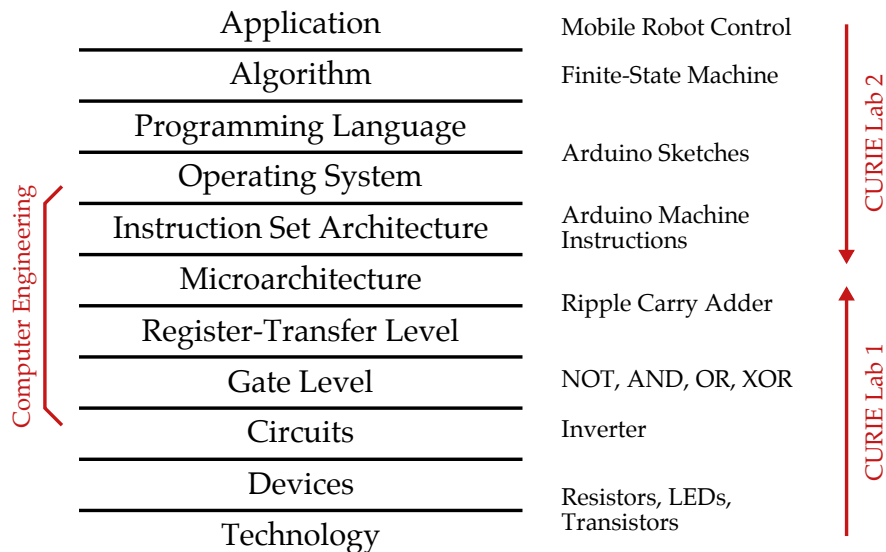 Application
Mobile Robot Control
Algorithm
Finite-State Machine
Programming Language
Arduino Sketches
Operating System
Instruction Set Architecture
Arduino Machine
Instructions
Microarchitecture
Ripple Carry Adder
Register-Transfer Level
Gate Level
NOT, AND, OR, XOR
Circuits
Inverter
Devices
Resistors, LEDs,
Transistors
Technology
Computer Engineering
CURIE Lab 2
CURIE Lab 1